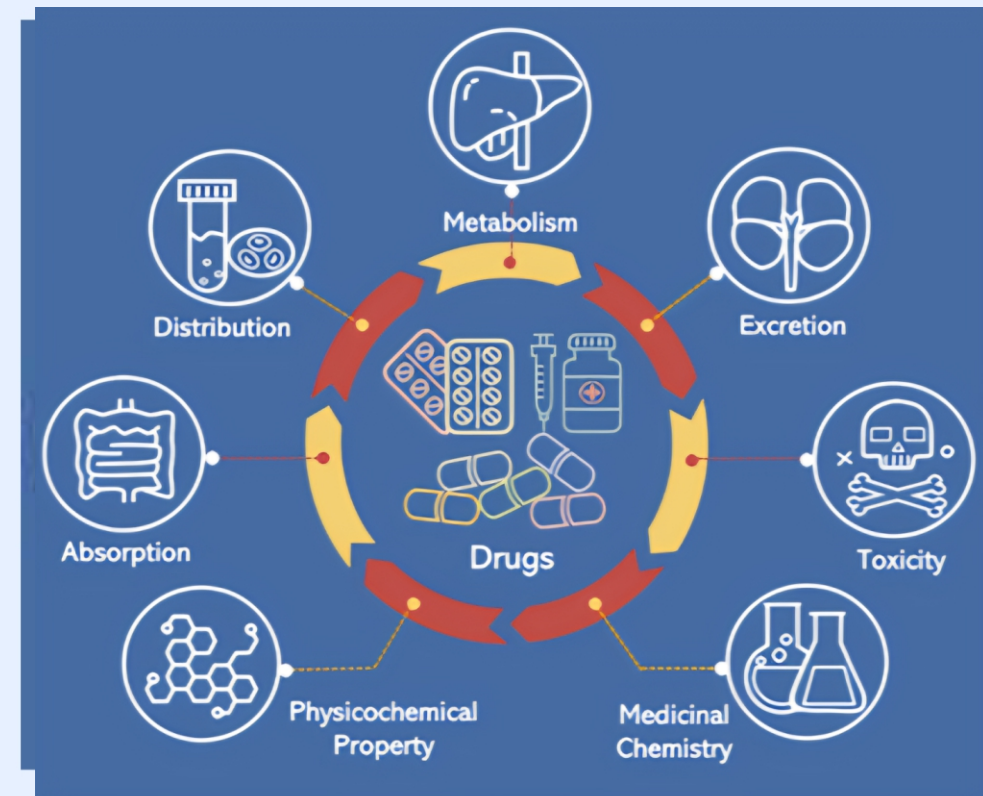 Metabolism
Distribution
Excretion
Absorption
Drugs
Toxicity
Physicochemical
Property
Medicinal
Chemistry